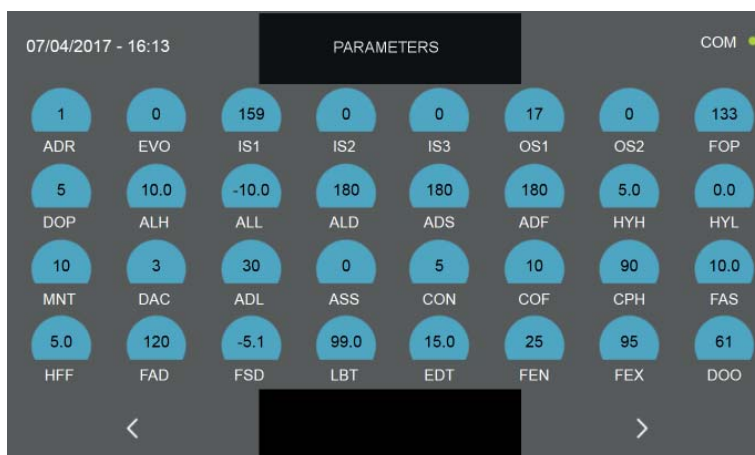 07/04/2017 - 16:13 PARAMETERS COM
1 0 159 0 0 17 0 133
ADR EVO IS1 IS2 IS3 OS1 OS2 FOP
5 10.0 -10.0 180 180 180 5.0 0.0
DOP ALH ALL ALD ADS ADF HYH HYL
10 3 30 0 5 10 90 10.0
MNT DAC ADL ASS CON COF CPH FAS
5.0 120 -5.1 99.0 15.0 25 95 61
HFF FAD FSD LBT EDT FEN FEX DOO